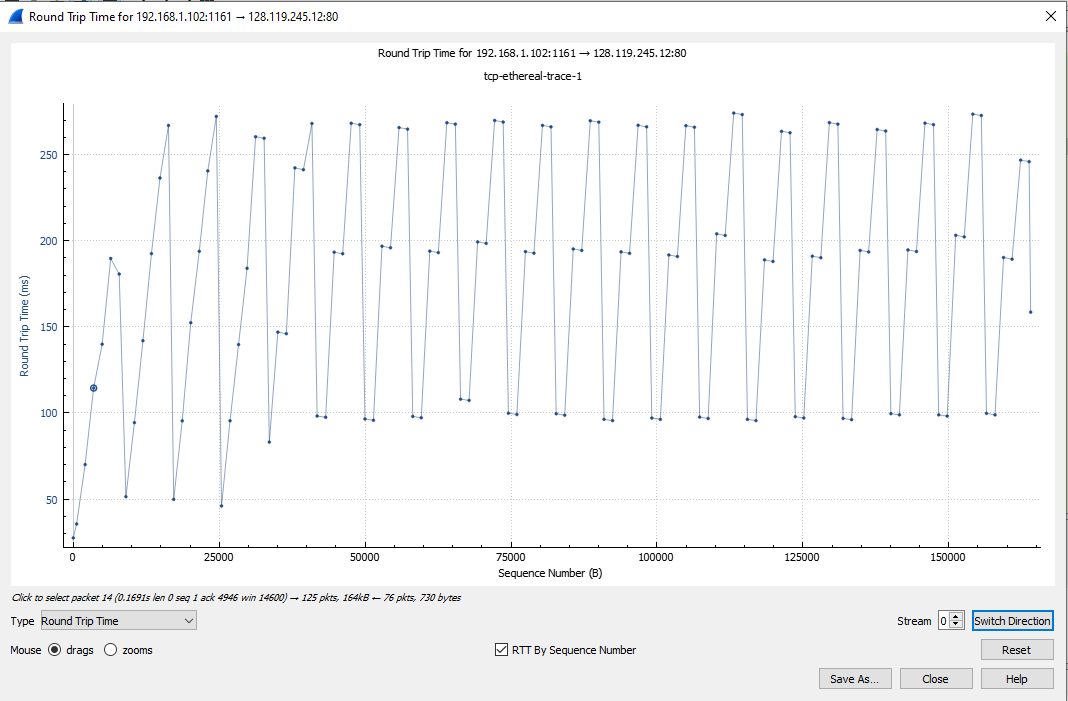 Round Trip Time for 192.168.1.102:1161 → 128.119.245.12:80
Round Trip Time for 192.168.1.102:1161 → 128.119.245.12:80
tcp-ethereal-trace-1
Round Trip Time (ms)
250
200
150
100
50
0 25000 50000 75000 100000 125000 150000
Sequence Number (B)
Click to select packet 14 (0.1691s len 0 seq 1 ack 4946 win 14600) → 125 pkts, 164kB ← 76 pkts, 730 bytes
Type Round Trip Time Stream 0 Switch Direction
Mouse drags zooms RTT By Sequence Number Reset
Save As... Close Help